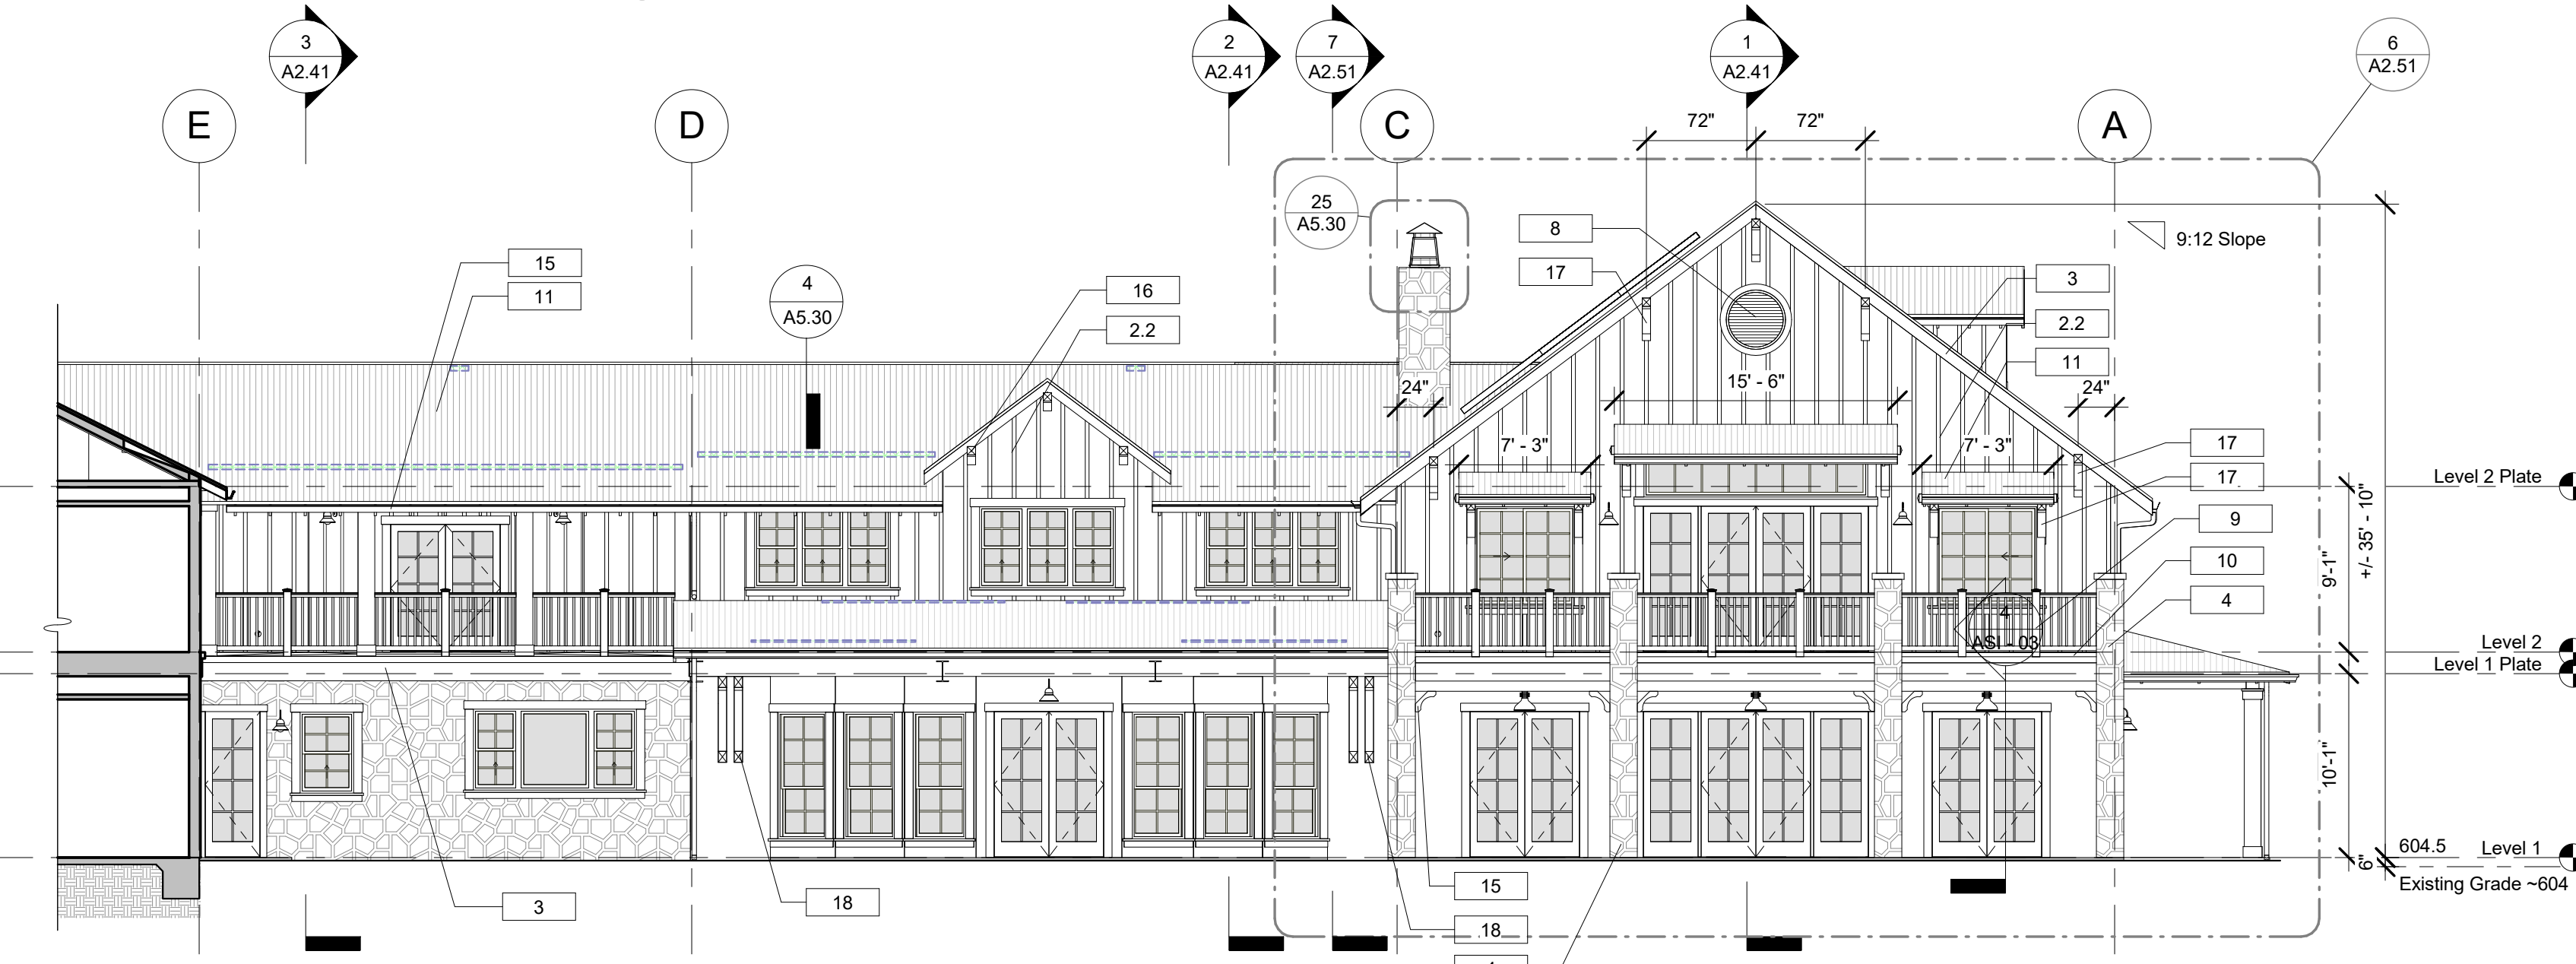 3
A2.41
2
A2.41
7
A2.51
1
A2.41
6
A2.51
E
D
C
A
72"
72"
25
A5.30
8
17
9:12 Slope
15
11
4
A5.30
16
2.2
3
2.2
11
24"
15' - 6"
24"
7' - 3"
7' - 3"
17
17
Level 2 Plate
9
10
4
9'-1"
+/- 35' - 10"
4
ASI - 03
Level 2
Level 1 Plate
10'-1"
604.5
Level 1
6"
Existing Grade ~604
3
18
15
18